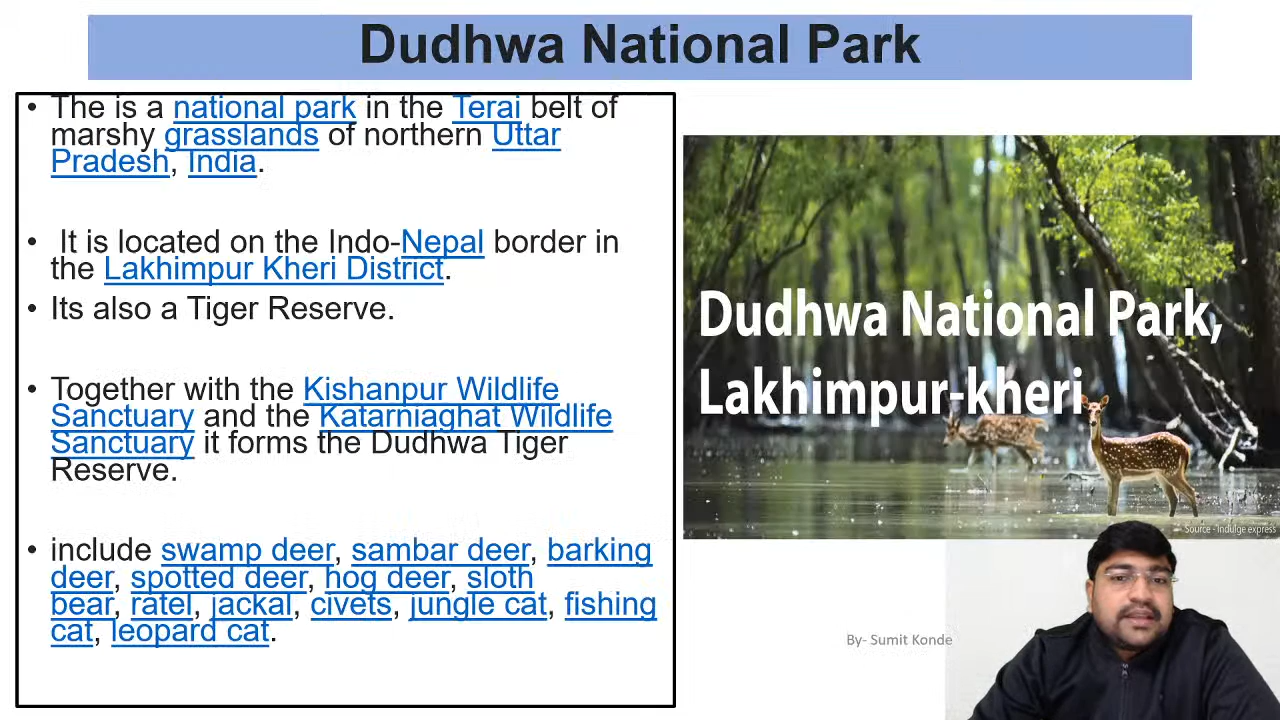 Dudhwa National Park
• The is a national park in the Terai belt of
marshy grasslands of northern Uttar
Pradesh, India.
• It is located on the Indo-Nepal border in
the Lakhimpur Kheri District.
• Its also a Tiger Reserve.
• Together with the Kishanpur Wildlife
Sanctuary and the Katarniaghat Wildlife
Sanctuary it forms the Dudhwa Tiger
Reserve.
• include swamp deer, sambar deer, barking
deer, spotted deer, hog deer, sloth
bear, ratel, jackal, civets, jungle cat, fishing
cat, leopard cat.
Dudhwa National Park,
Lakhimpur-kheri
Source - Indulge express
By- Sumit Konde